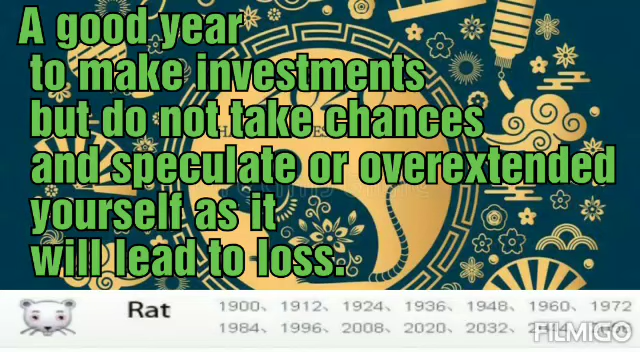 A good year
to make investments
but do not take chances
and speculate or overextended
yourself as it
will lead to loss.
Rat
1900、 1912、 1924、 1936、 1948、 1960、 1972
1984、 1996、 2008、 2020、 2032、
FILMIGO